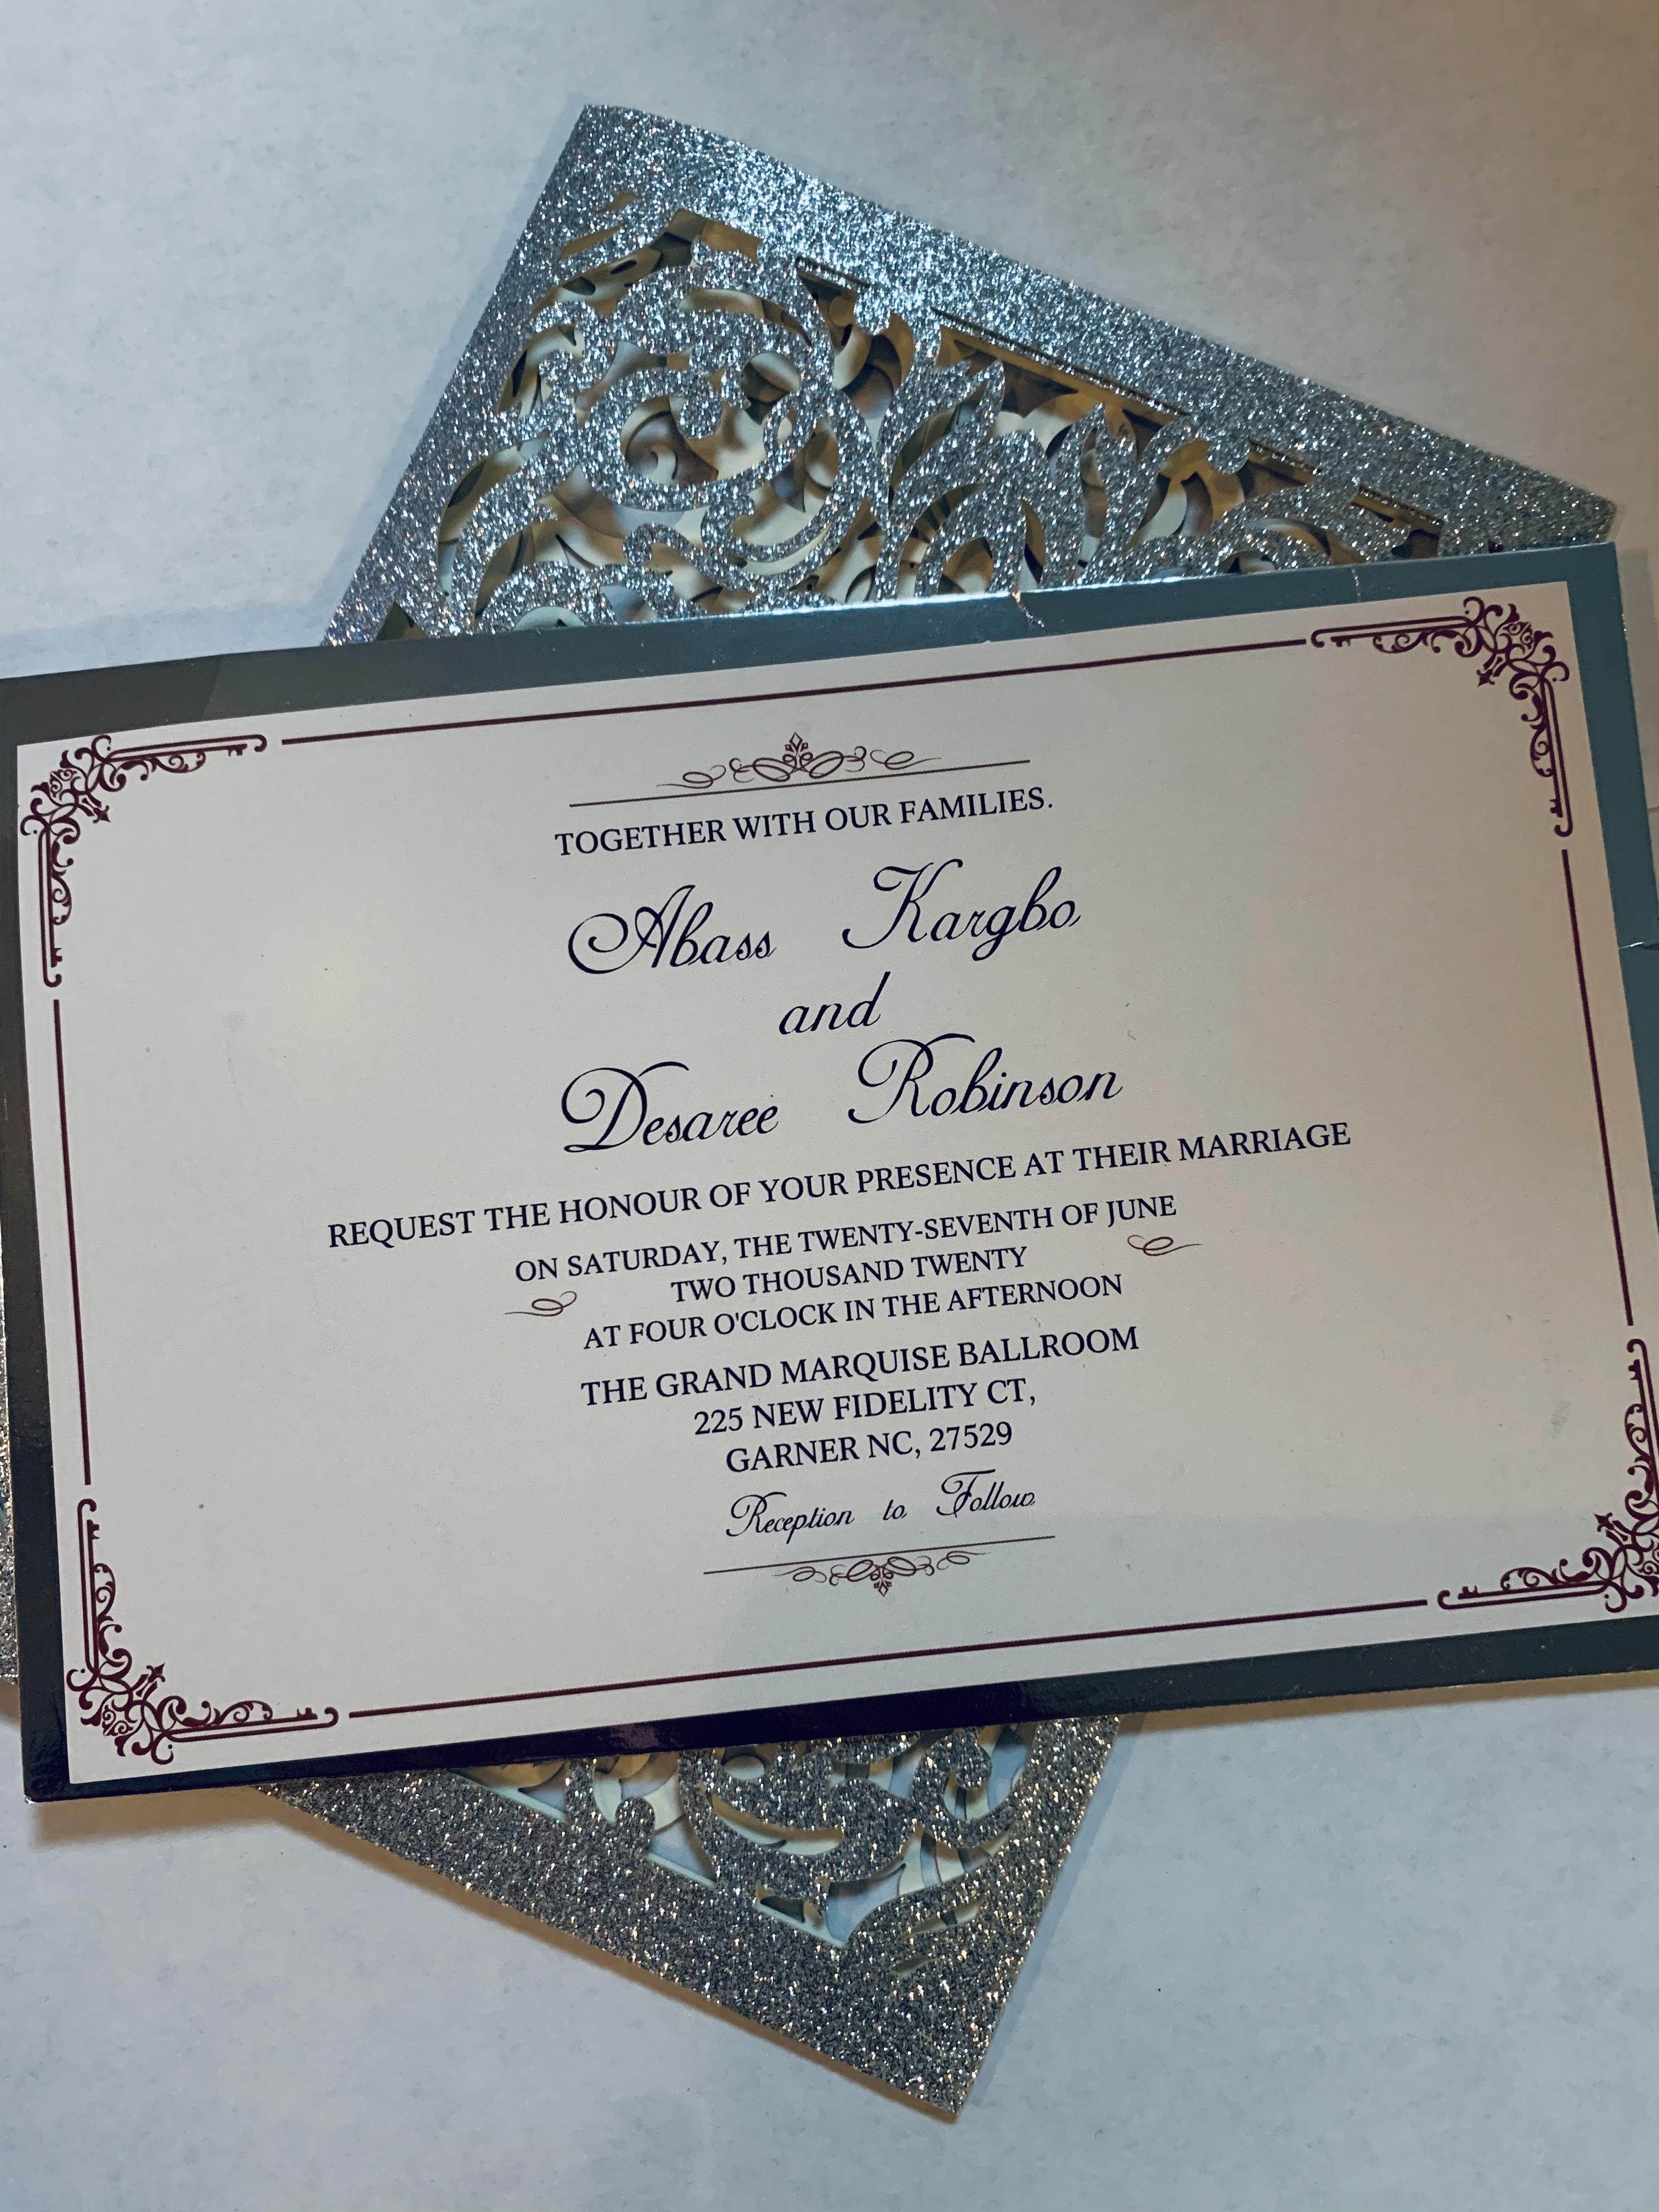 TOGETHER WITH OUR FAMILIES.
Abass Kargbo
and
Desaree Robinson
REQUEST THE HONOUR OF YOUR PRESENCE AT THEIR MARRIAGE
ON SATURDAY, THE TWENTY-SEVENTH OF JUNE
TWO THOUSAND TWENTY
AT FOUR O'CLOCK IN THE AFTERNOON
THE GRAND MARQUISE BALLROOM
225 NEW FIDELITY CT,
GARNER NC, 27529
Reception to Follow